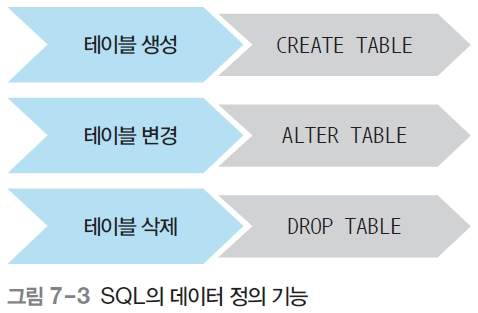 테이블 생성 CREATE TABLE
테이블 변경 ALTER TABLE
테이블 삭제 DROP TABLE
그림 7-3 SQL의 데이터 정의 기능